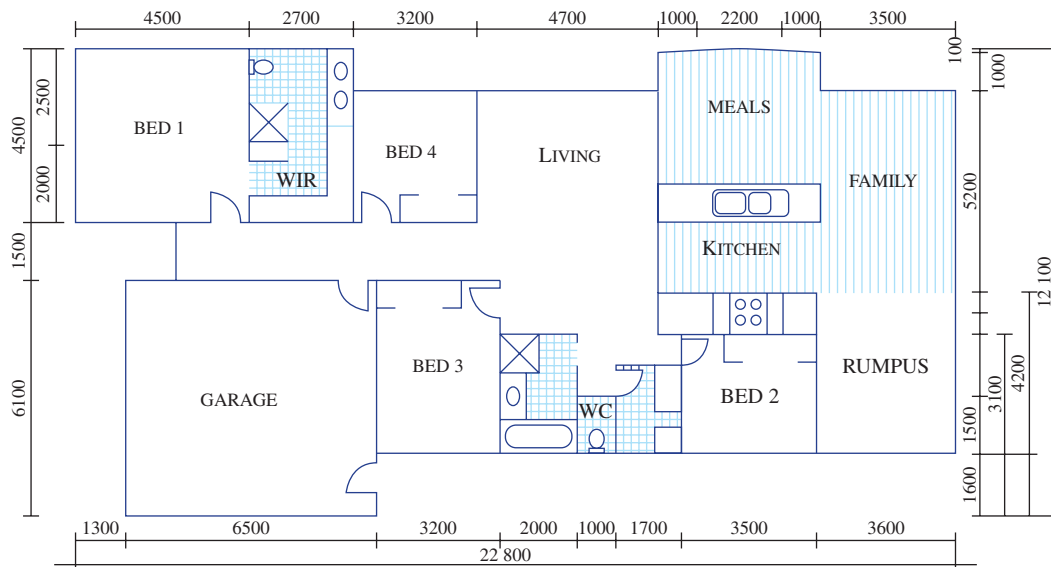 4500 2700 3200 4700 1000 2200 1000 3500
100
1000
2500
4500
2000
1500
6100
MEALS
BED 1
BED 4
LIVING
WIR
FAMILY
5200
KITCHEN
12 100
BED 3
RUMPUS
4200
3100
GARAGE
BED 2
WC
1500
1600
1300 6500 3200 2000 1000 1700 3500 3600
22 800